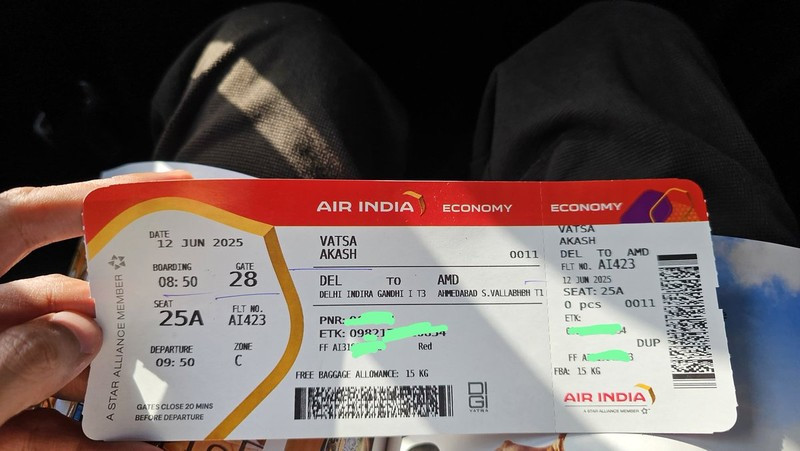 AIR INDIA ECONOMY
DATE
12 JUN 2025
BOARDING GATE
08:50 28
SEAT FLT NO.
25A AI423
DEPARTURE ZONE
09:50 C
GATES CLOSE 20 MINS
BEFORE DEPARTURE
A STAR ALLIANCE MEMBER
VATSA
AKASH 0011
DEL TO AMD
DELHI INDIRA GANDHI I T3 AHMEDABAD S.VALLABHBH T1
PNR:
ETK:
FF Red
FREE BAGGAGE ALLOWANCE: 15 KG
DIGI
YATRA
ECONOMY
VATSA
AKASH
DEL TO AMD
FLT NO. AI423
12 JUN 2025
SEAT: 25A
0 pcs 0011
ETK:
DUP
FF
FBA: 15 KG
AIR INDIA
A STAR ALLIANCE MEMBER